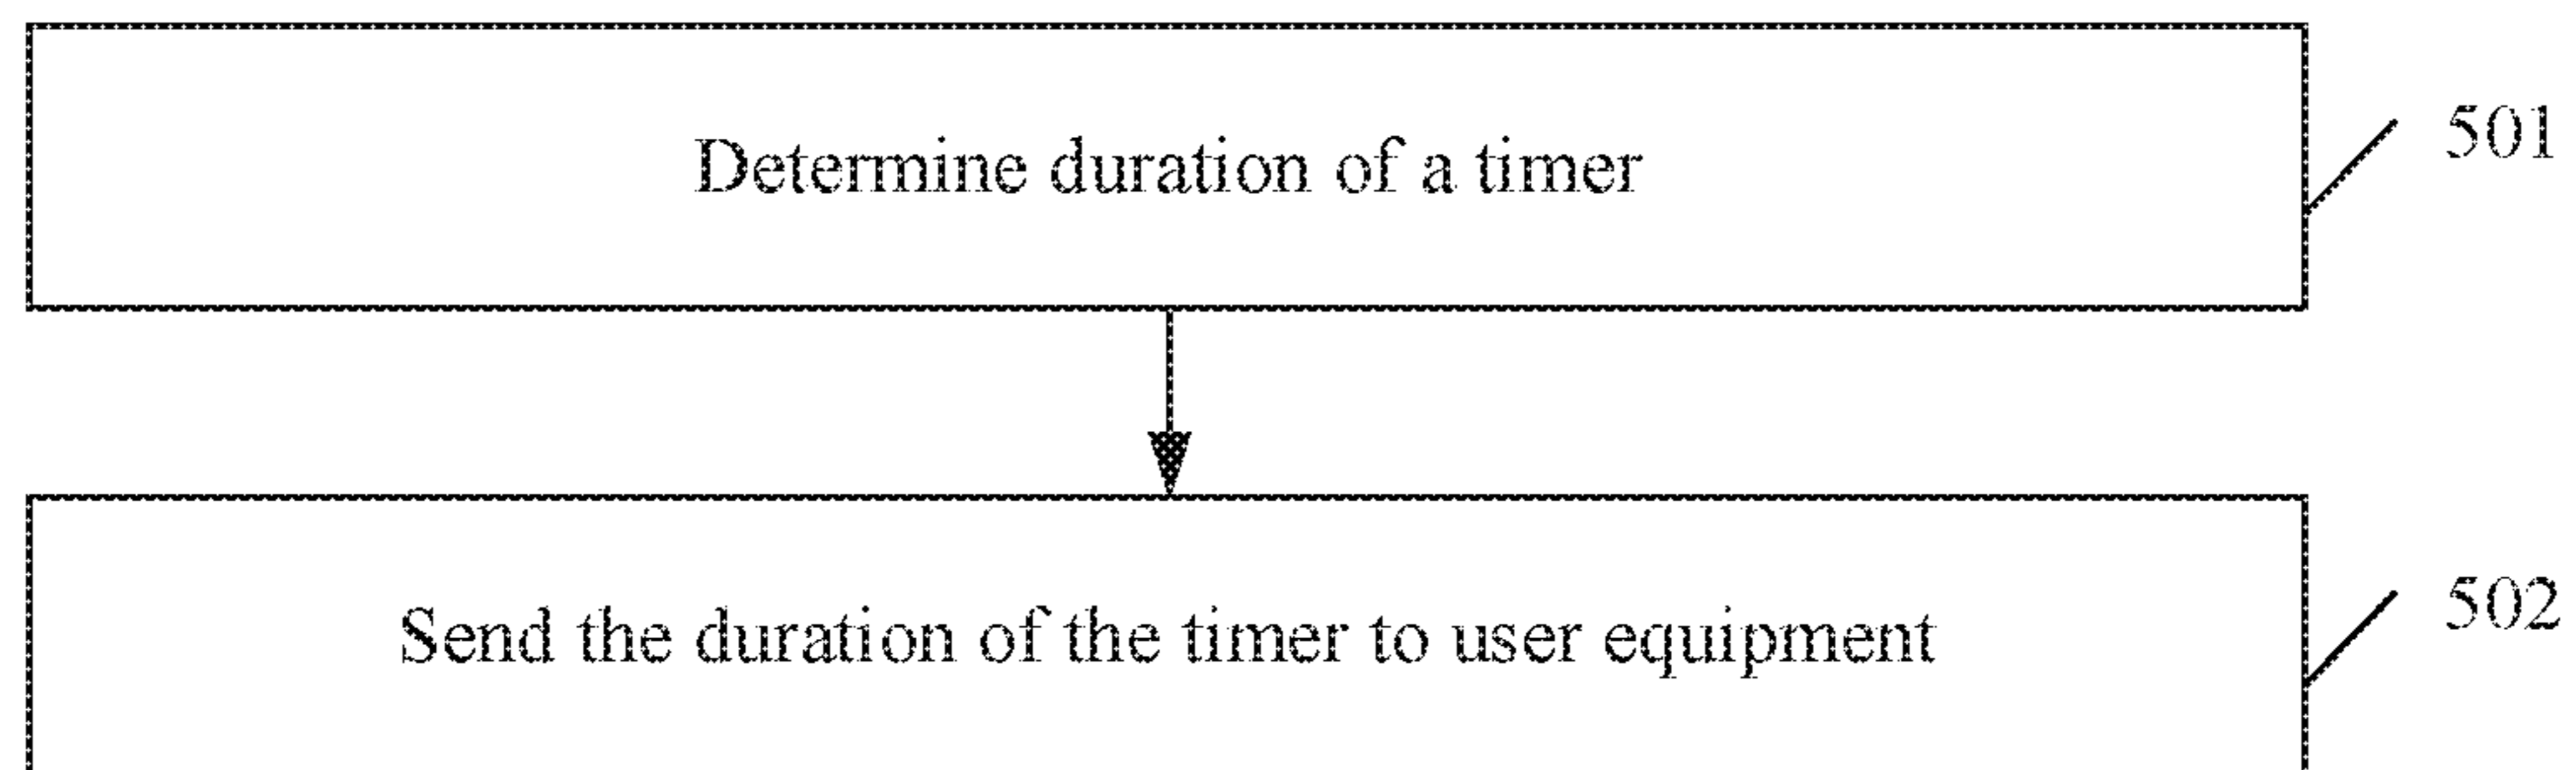 Determine duration of a timer
501
Send the duration of the timer to user equipment
502